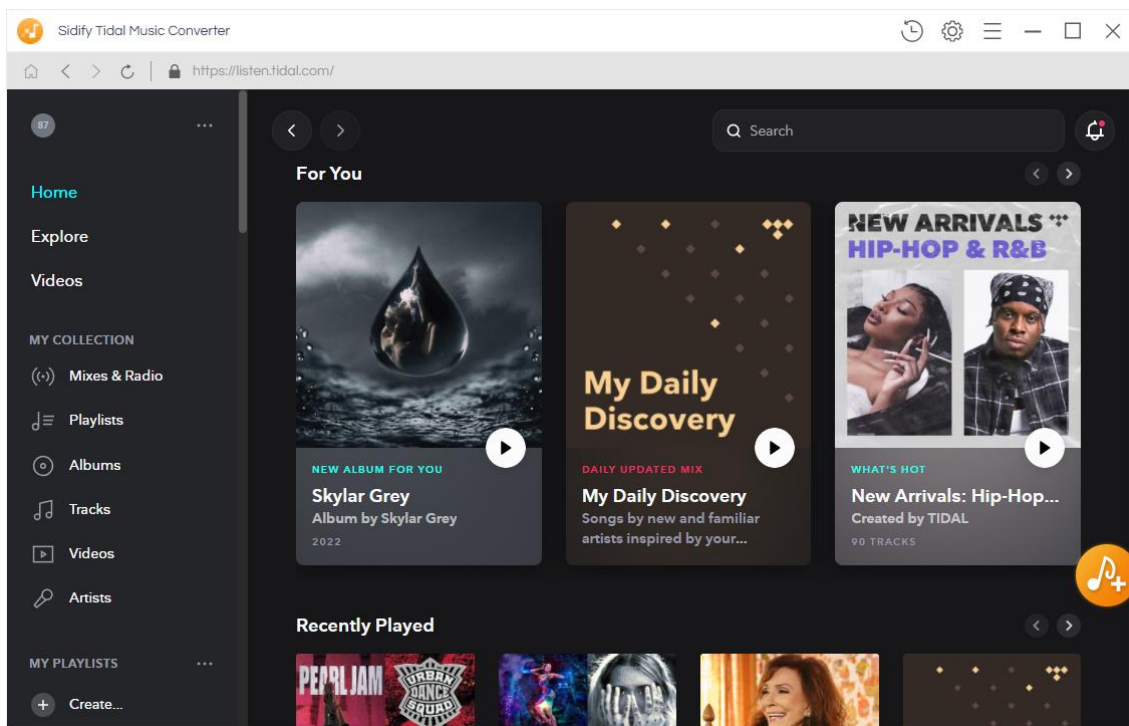 Sidify Tidal Music Converter
https://listen.tidal.com/
87
Search
Home
Explore
Videos
MY COLLECTION
Mixes & Radio
Playlists
Albums
Tracks
Videos
Artists
MY PLAYLISTS
Create...
For You
NEW ALBUM FOR YOU
Skylar Grey
Album by Skylar Grey
2022
My Daily
Discovery
DAILY UPDATED MIX
My Daily Discovery
Songs by new and familiar
artists inspired by your...
NEW ARRIVALS
HIP-HOP & R&B
WHAT'S HOT
New Arrivals: Hip-Hop...
Created by TIDAL
90 TRACKS
Recently Played
PEARL JAM
URBAN
DANCE
SQUAD